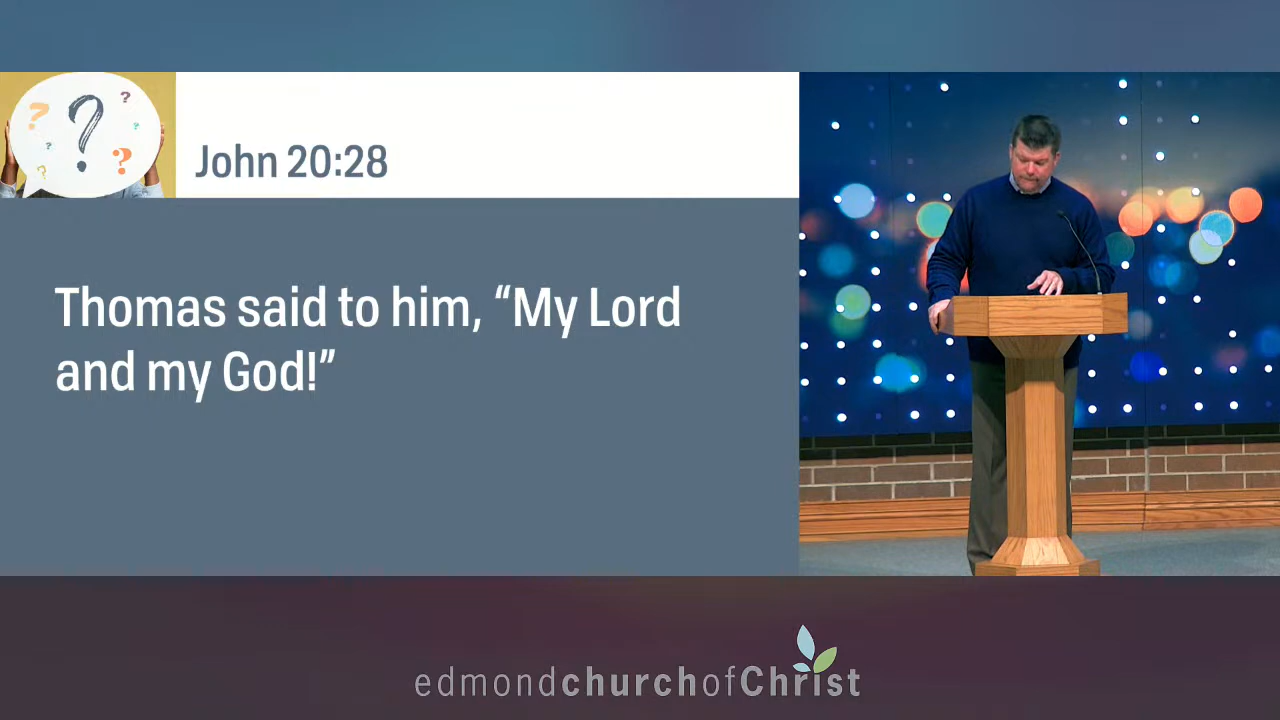 John 20:28
Thomas said to him, “My Lord
and my God!”
edmondchurchofChrist